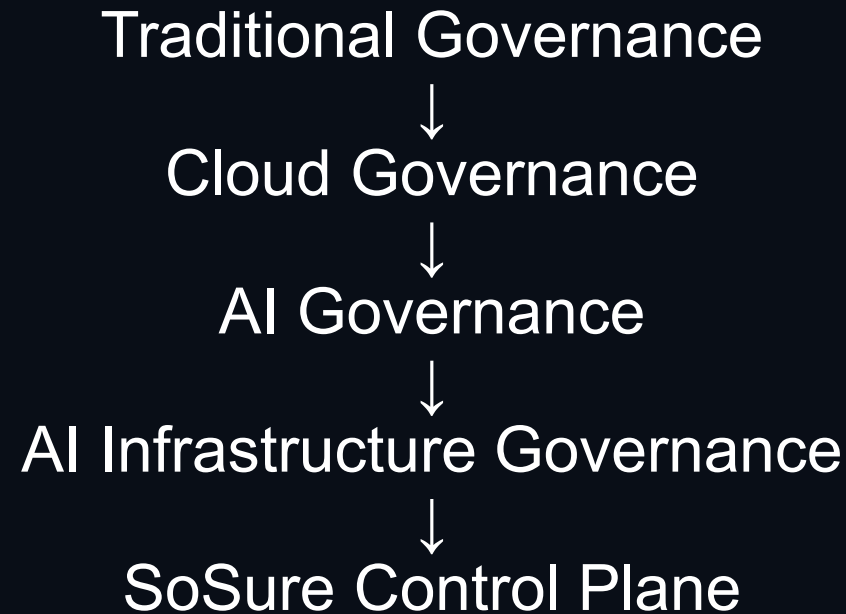 Traditional Governance
↓
Cloud Governance
↓
AI Governance
↓
AI Infrastructure Governance
↓
SoSure Control Plane